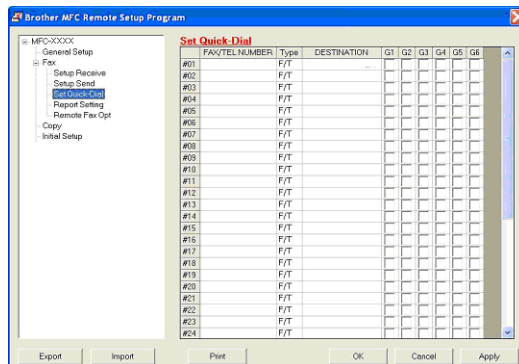 Brother MFC Remote Setup Program
MFC-XXXX
General Setup
Fax
Setup Receive
Setup Send
Set Quick-Dial
Report Setting
Remote Fax Opt
Copy
Initial Setup
Set Quick-Dial
FAX/TEL NUMBER Type DESTINATION G1 G2 G3 G4 G5 G6
#01 F/T
#02 F/T
#03 F/T
#04 F/T
#05 F/T
#06 F/T
#07 F/T
#08 F/T
#09 F/T
#10 F/T
#11 F/T
#12 F/T
#13 F/T
#14 F/T
#15 F/T
#16 F/T
#17 F/T
#18 F/T
#19 F/T
#20 F/T
#21 F/T
#22 F/T
#23 F/T
#24 F/T
Export Import Print OK Cancel Apply